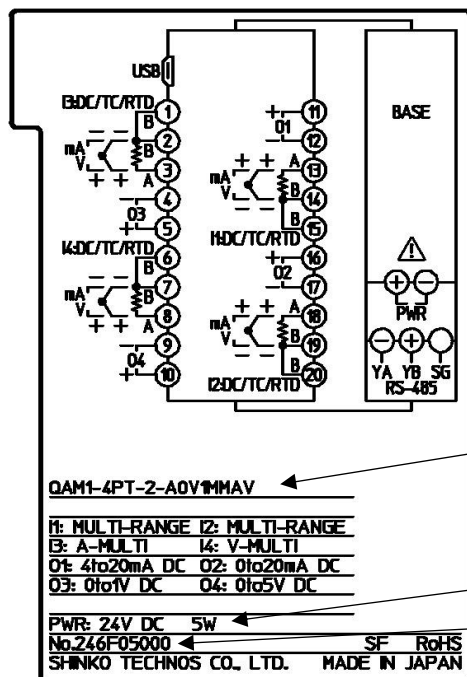 USB
I3:DC/TC/RTD
B
1
+
11
BASE
2
01
mA
V
- -
B
-
12
+ +
3
A
13
A
4
mA
V
- -
B
14
03
+ +
B
+
5
I1:DC/TC/RTD
15
I4:DC/TC/RTD
B
6
+
16
02
mA
V
- -
B
7
-
17
+ +
8
A
18
A
PWR
-
9
mA
V
- -
B
19
- + 
YA YB SG
04
+ +
B
RS-485
+
10
I2:DC/TC/RTD
20
QAM1-4PT-2-A0V1MMAV
I1: MULTI-RANGE I2: MULTI-RANGE
I3: A-MULTI I4: V-MULTI
O1: 4to20mA DC O2: 0to20mA DC
O3: 0to1V DC O4: 0to5V DC
PWR: 24V DC 5W
No.246F05000 SF RoHS
SHINKO TECHNOS CO., LTD. MADE IN JAPAN